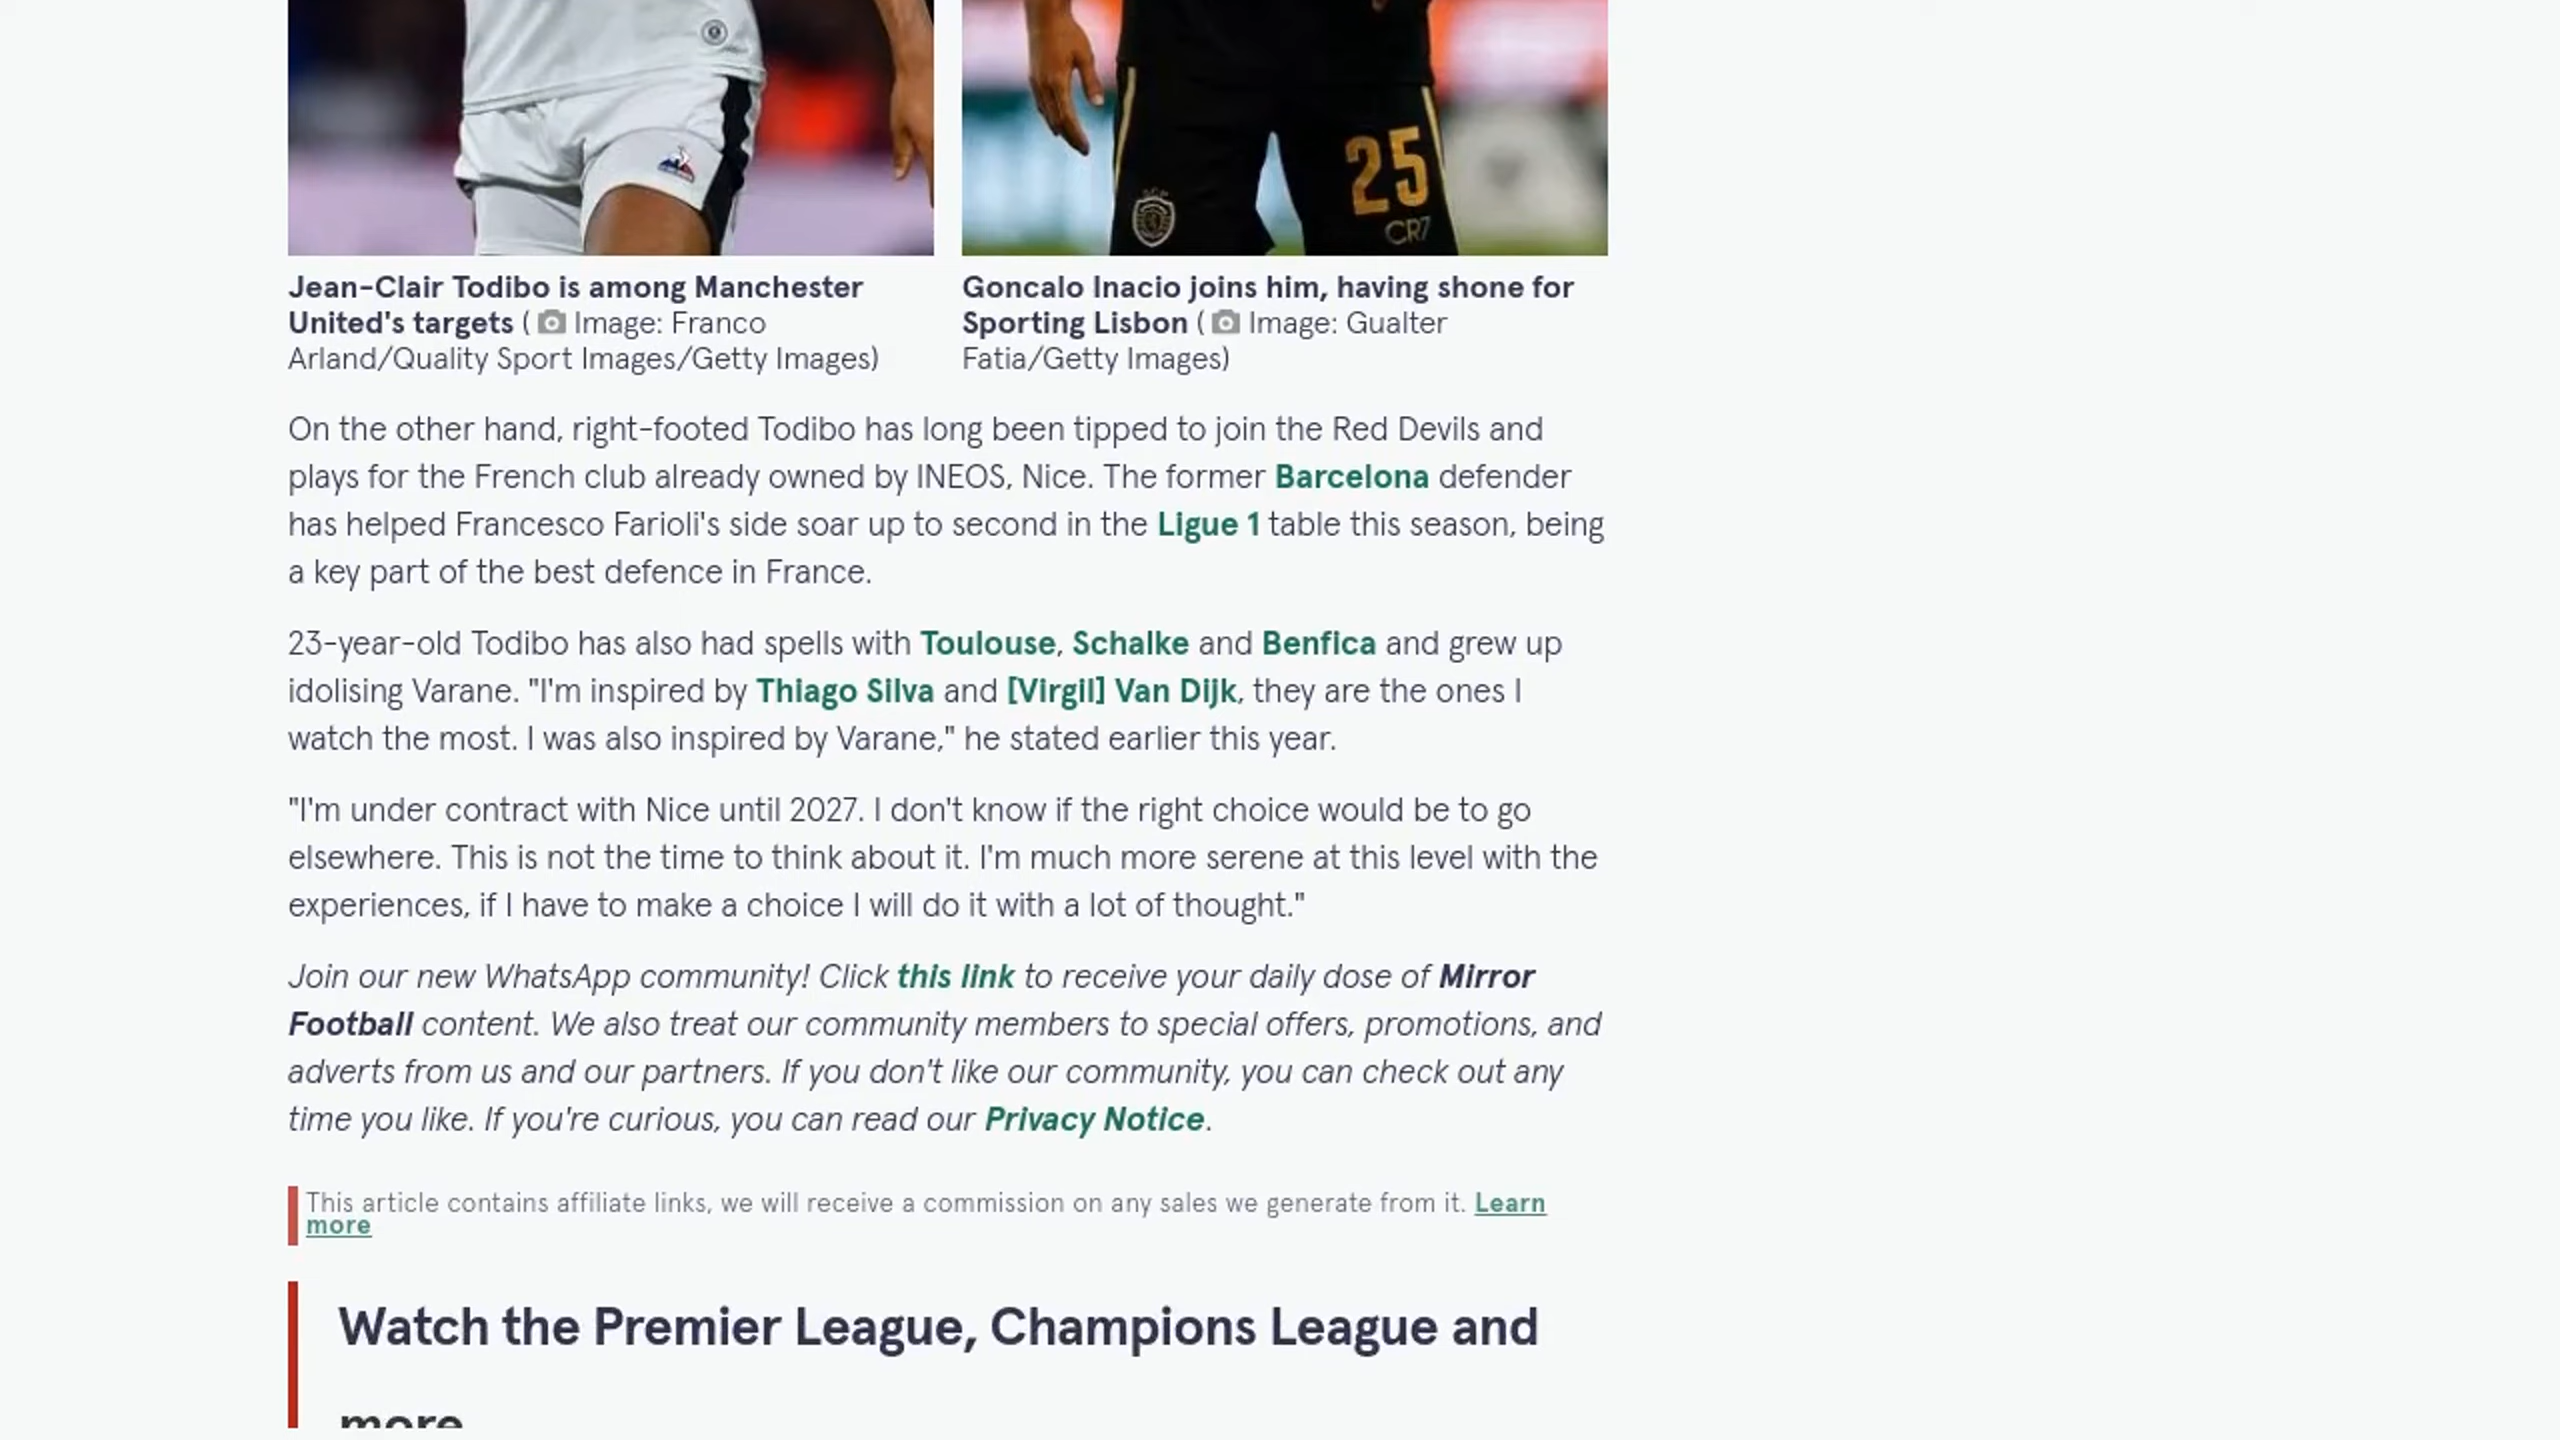 25
CR7
Jean-Clair Todibo is among Manchester
United's targets ( Image: Franco
Arland/Quality Sport Images/Getty Images)
Goncalo Inacio joins him, having shone for
Sporting Lisbon ( Image: Gualter
Fatia/Getty Images)
On the other hand, right-footed Todibo has long been tipped to join the Red Devils and
plays for the French club already owned by INEOS, Nice. The former Barcelona defender
has helped Francesco Farioli's side soar up to second in the Ligue 1 table this season, being
a key part of the best defence in France.
23-year-old Todibo has also had spells with Toulouse, Schalke and Benfica and grew up
idolising Varane. "I'm inspired by Thiago Silva and [Virgil] Van Dijk, they are the ones I
watch the most. I was also inspired by Varane," he stated earlier this year.
"I'm under contract with Nice until 2027. I don't know if the right choice would be to go
elsewhere. This is not the time to think about it. I'm much more serene at this level with the
experiences, if I have to make a choice I will do it with a lot of thought."
Join our new WhatsApp community! Click this link to receive your daily dose of Mirror
Football content. We also treat our community members to special offers, promotions, and
adverts from us and our partners. If you don't like our community, you can check out any
time you like. If you're curious, you can read our Privacy Notice.
This article contains affiliate links, we will receive a commission on any sales we generate from it. Learn
more
Watch the Premier League, Champions League and
more